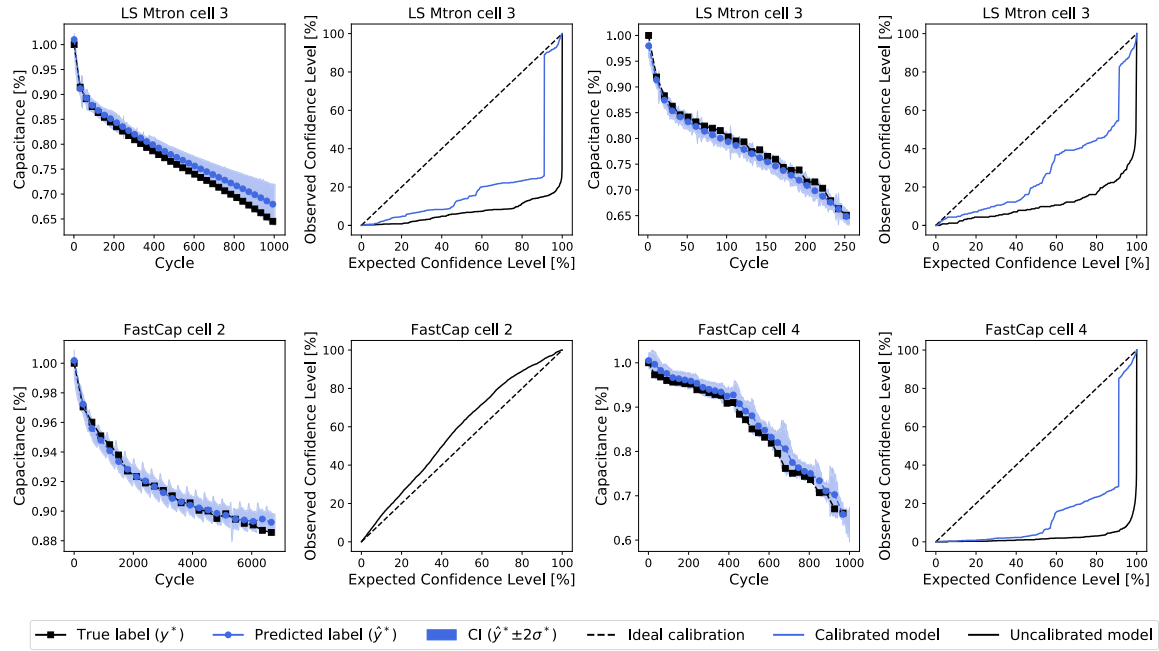 LS Mtron cell 3
LS Mtron cell 3
LS Mtron cell 3
LS Mtron cell 3
Capacitance [%]
1.00
0.95
0.90
0.85
0.80
0.75
0.70
0.65
0 200 400 600 800 1000
Cycle
Observed Confidence Level [%]
100
80
60
40
20
0
0 20 40 60 80 100
Expected Confidence Level [%]
Capacitance [%]
1.00
0.95
0.90
0.85
0.80
0.75
0.70
0.65
0 50 100 150 200 250
Cycle
Observed Confidence Level [%]
100
80
60
40
20
0
0 20 40 60 80 100
Expected Confidence Level [%]
FastCap cell 2
FastCap cell 2
FastCap cell 4
FastCap cell 4
Capacitance [%]
1.00
0.98
0.96
0.94
0.92
0.90
0.88
0 2000 4000 6000
Cycle
Observed Confidence Level [%]
100
80
60
40
20
0
0 20 40 60 80 100
Expected Confidence Level [%]
Capacitance [%]
1.0
0.9
0.8
0.7
0.6
0 200 400 600 800 1000
Cycle
Observed Confidence Level [%]
100
80
60
40
20
0
0 20 40 60 80 100
Expected Confidence Level [%]
True label (y*) Predicted label (ŷ*) CI (ŷ*±2σ*) Ideal calibration Calibrated model Uncalibrated model